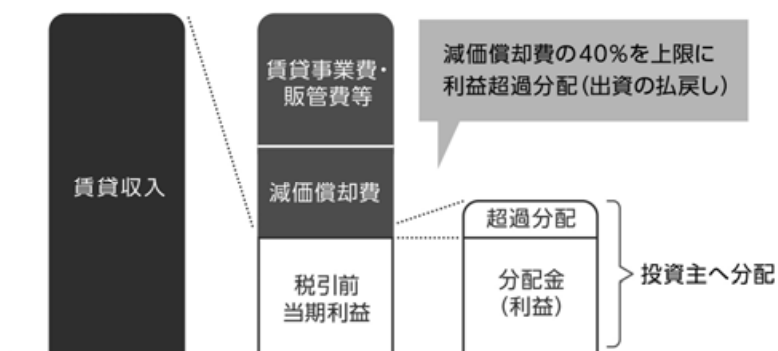 賃貸収入
賃貸事業費・
販管費等
減価償却費
税引前
当期利益
減価償却費の40%を上限に
利益超過分配(出資の払戻し)
超過分配
分配金
(利益)
投資主へ分配